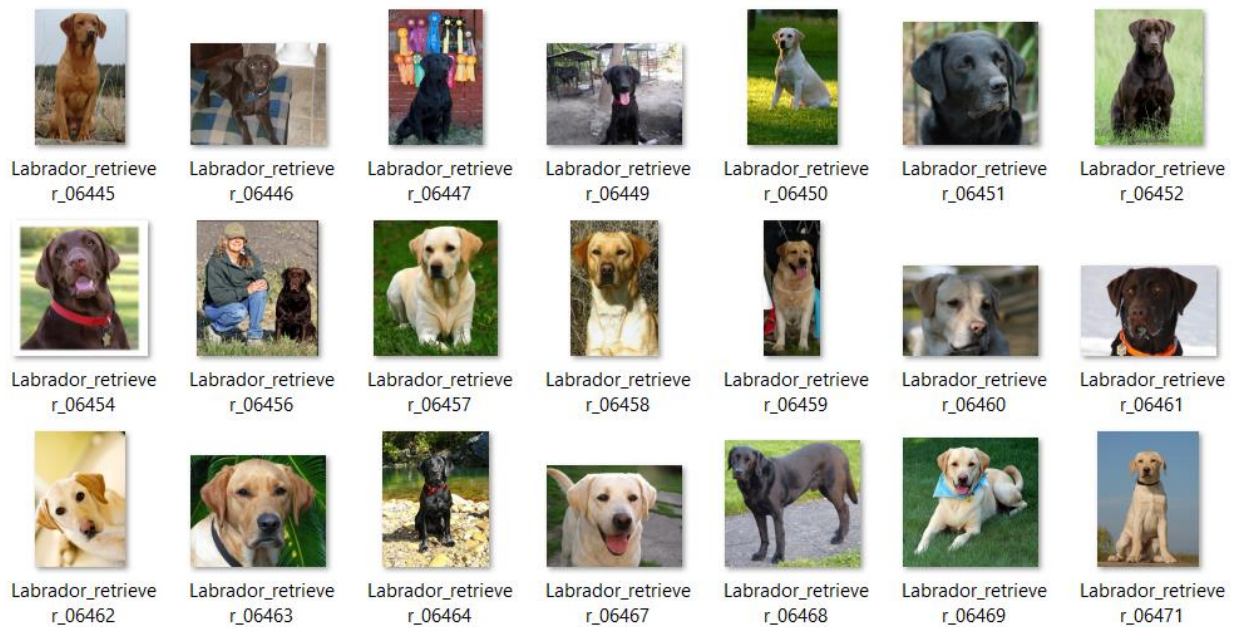 Labrador_retrieve
r_06445
Labrador_retrieve
r_06446
Labrador_retrieve
r_06447
Labrador_retrieve
r_06449
Labrador_retrieve
r_06450
Labrador_retrieve
r_06451
Labrador_retrieve
r_06452
Labrador_retrieve
r_06454
Labrador_retrieve
r_06456
Labrador_retrieve
r_06457
Labrador_retrieve
r_06458
Labrador_retrieve
r_06459
Labrador_retrieve
r_06460
Labrador_retrieve
r_06461
Labrador_retrieve
r_06462
Labrador_retrieve
r_06463
Labrador_retrieve
r_06464
Labrador_retrieve
r_06467
Labrador_retrieve
r_06468
Labrador_retrieve
r_06469
Labrador_retrieve
r_06471